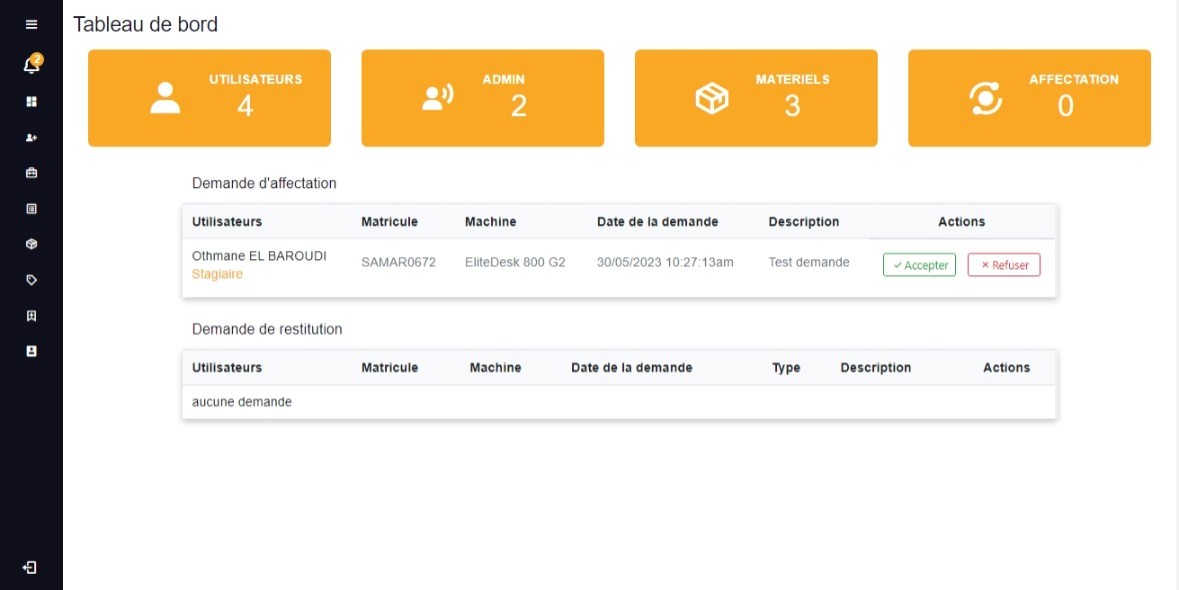 Tableau de bord
2
UTILISATEURS
4
ADMIN
2
MATERIELS
3
AFFECTATION
0
Demande d'affectation
Utilisateurs Matricule Machine Date de la demande Description Actions
Othmane EL BAROUDI SAMAR0672 EliteDesk 800 G2 30/05/2023 10:27:13am Test demande Accepter Refuser
Stagiaire
Demande de restitution
Utilisateurs Matricule Machine Date de la demande Type Description Actions
aucune demande